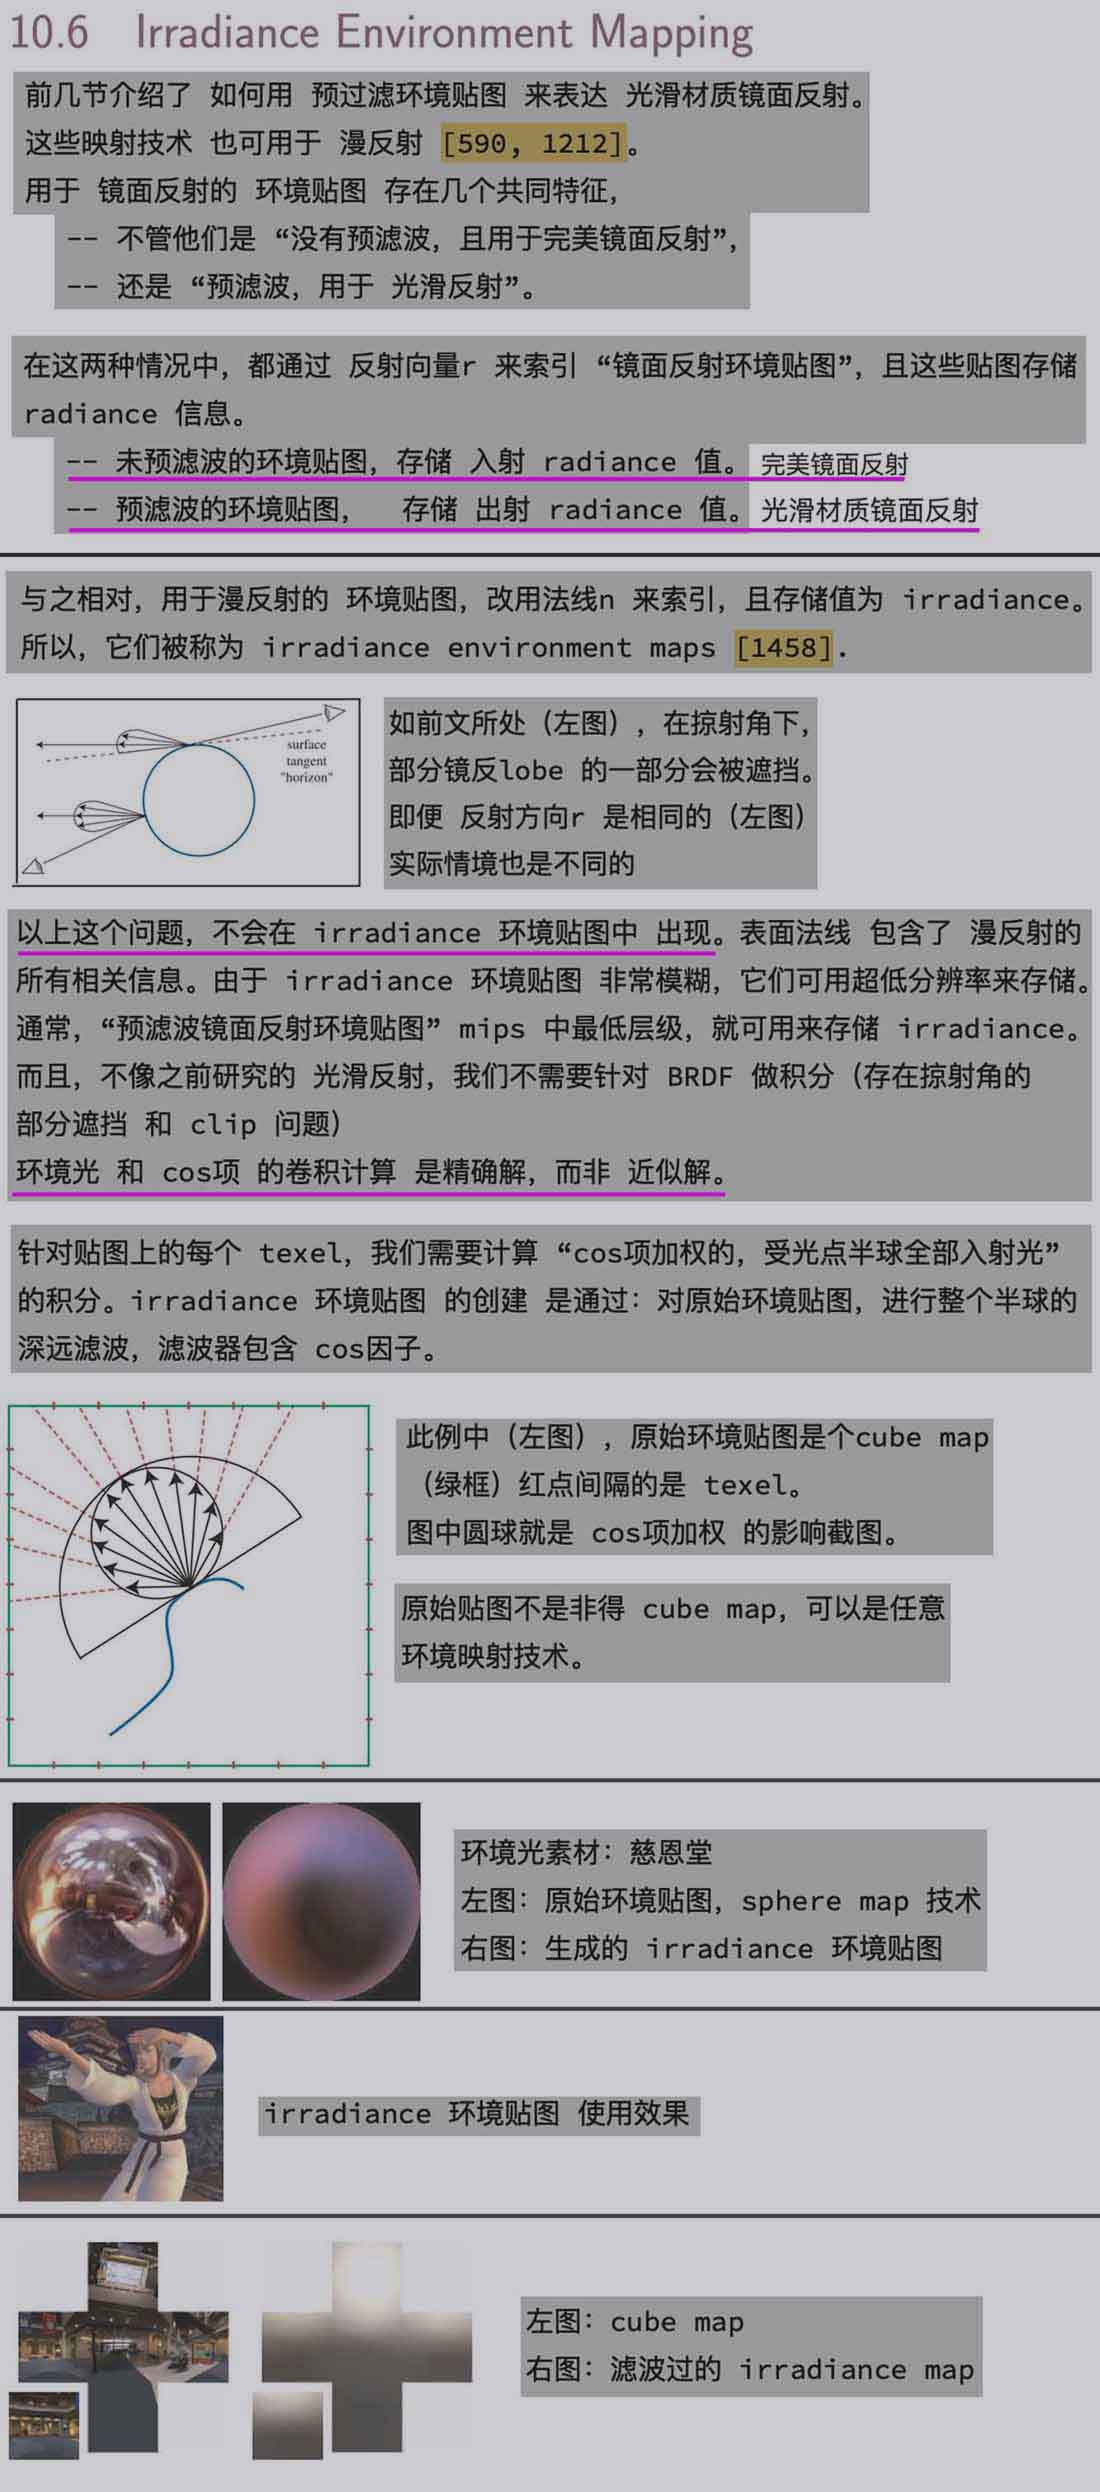 10.6 Irradiance Environment Mapping
前几节介绍了 如何用 预过滤环境贴图 来表达 光滑材质镜面反射。
这些映射技术 也可用于 漫反射 [590, 1212]。
用于 镜面反射的 环境贴图 存在几个共同特征，
-- 不管他们是 “没有预滤波，且用于完美镜面反射”，
-- 还是 “预滤波，用于 光滑反射”。
在这两种情况中，都通过 反射向量r 来索引 “镜面反射环境贴图”，且这些贴图存储
radiance 信息。
-- 未预滤波的环境贴图，存储 入射 radiance 值。 完美镜面反射
-- 预滤波的环境贴图， 存储 出射 radiance 值。 光滑材质镜面反射
与之相对，用于漫反射的 环境贴图，改用法线n 来索引，且存储值为 irradiance。
所以，它们被称为 irradiance environment maps [1458].
surface
tangent
"horizon"
如前文所处（左图），在掠射角下，
部分镜反lobe 的一部分会被遮挡。
即便 反射方向r 是相同的（左图）
实际情境也是不同的
以上这个问题，不会在 irradiance 环境贴图中 出现。表面法线 包含了 漫反射的
所有相关信息。由于 irradiance 环境贴图 非常模糊，它们可用超低分辨率来存储。
通常，“预滤波镜面反射环境贴图” mips 中最低层级，就可用来存储 irradiance。
而且，不像之前研究的 光滑反射，我们不需要针对 BRDF 做积分（存在掠射角的
部分遮挡 和 clip 问题）
环境光 和 cos项 的卷积计算 是精确解，而非 近似解。
针对贴图上的每个 texel，我们需要计算 “cos项加权的，受光点半球全部入射光”
的积分。irradiance 环境贴图 的创建 是通过：对原始环境贴图，进行整个半球的
深远滤波，滤波器包含 cos因子。
此例中（左图），原始环境贴图是个cube map
（绿框）红点间隔的是 texel。
图中圆球就是 cos项加权 的影响截图。
原始贴图不是非得 cube map，可以是任意
环境映射技术。
环境光素材：慈恩堂
左图：原始环境贴图，sphere map 技术
右图：生成的 irradiance 环境贴图
irradiance 环境贴图 使用效果
左图：cube map
右图：滤波过的 irradiance map